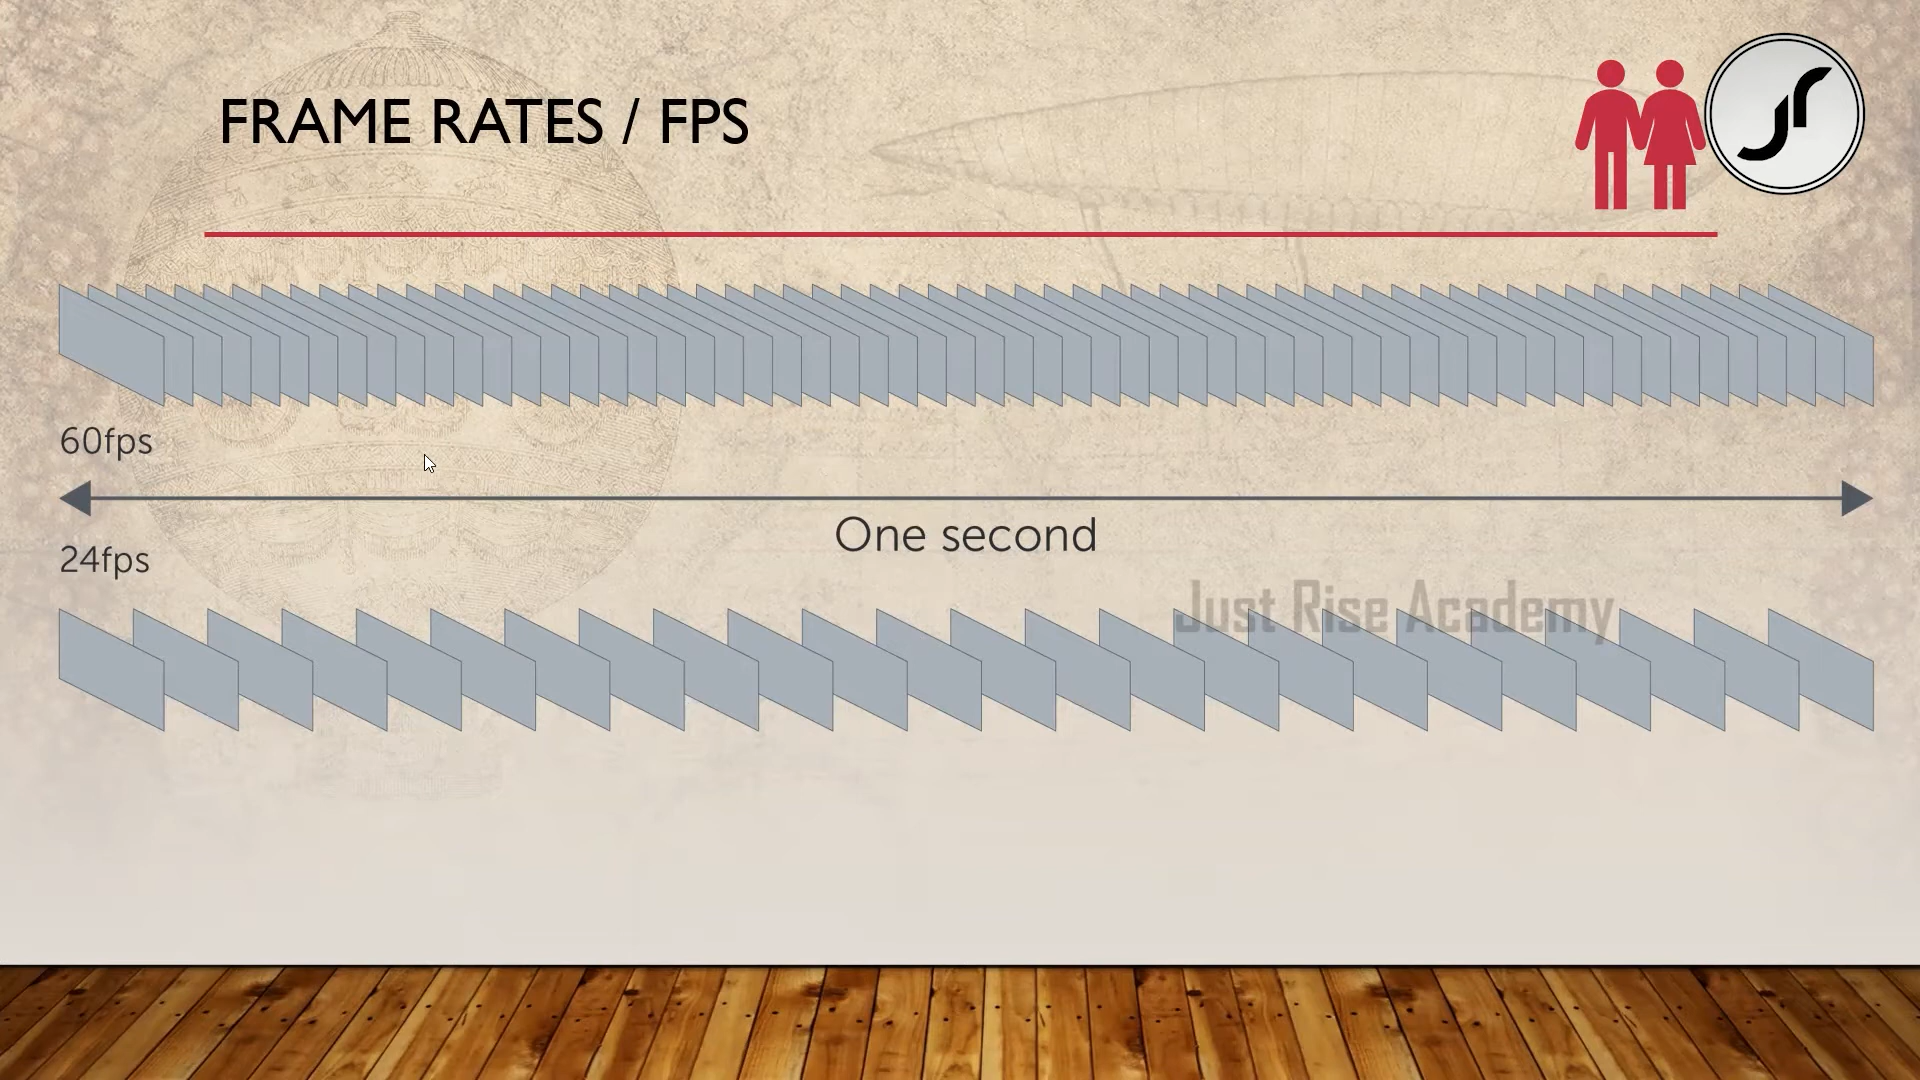 FRAME RATES / FPS
60fps
One second
24fps
Just Rise Academy